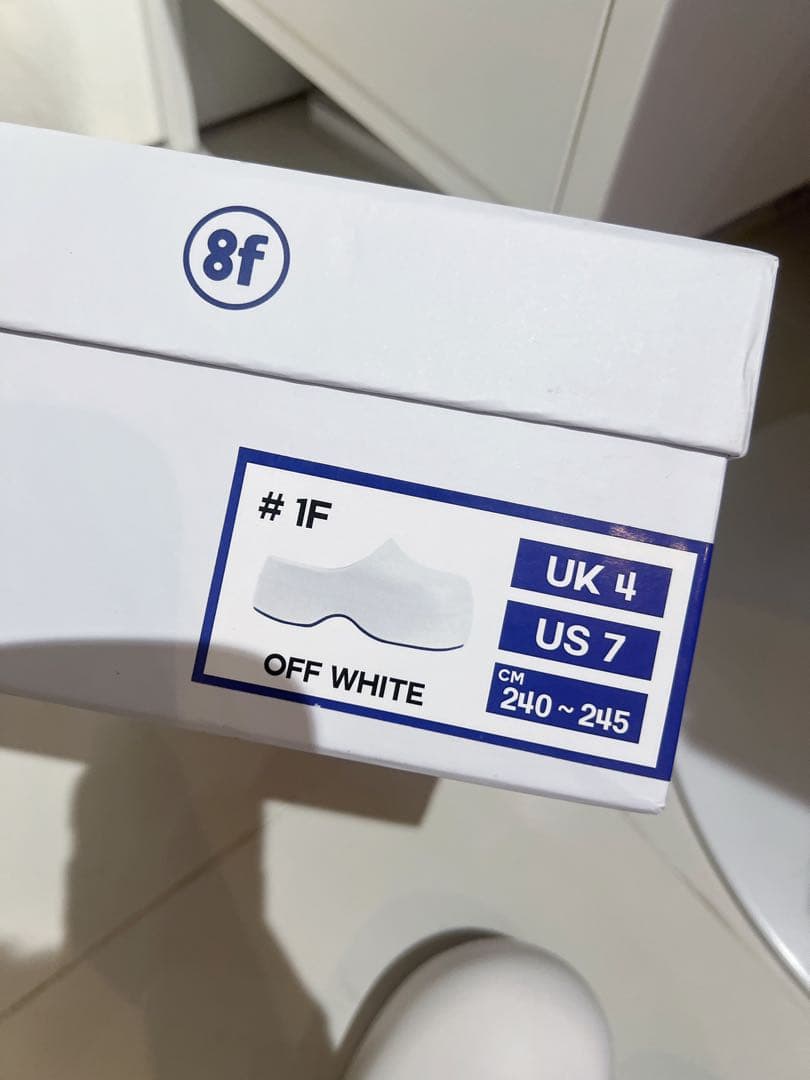 8f
# 1F
OFF WHITE
UK 4
US 7
CM
240 ~ 245